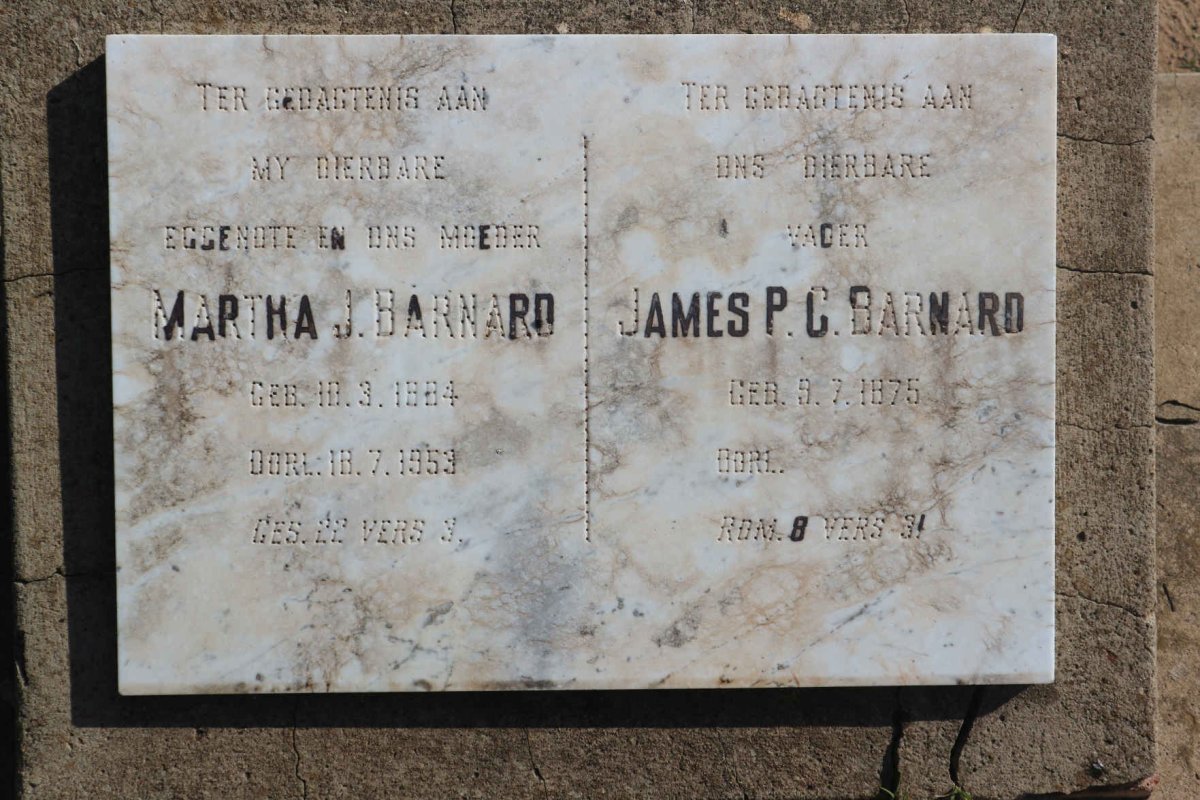 TER GEDAGTENIS AAN
MY DIERBARE
EGGENOTE EN ONS MOEDER
MARTHA J. BARNARD
GEB. 18.3.1884
OORL. 18.7.1953
GES. 22 VERS 3.
TER GEDAGTENIS AAN
ONS DIERBARE
VADER
JAMES P. C. BARNARD
GEB. 9.7.1875
OORL.
ROM. 8 VERS 31